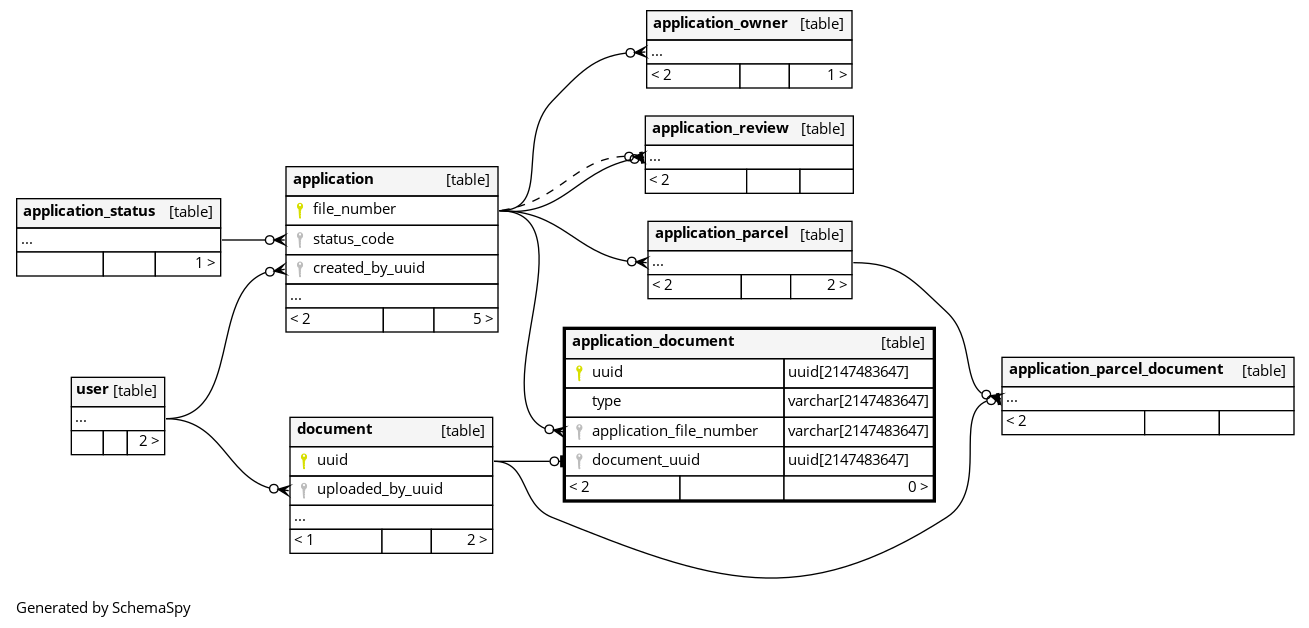 application_owner [table]
...
< 2 1 >
application_review [table]
...
< 2
application [table]
file_number
status_code
created_by_uuid
...
< 2 5 >
application_status [table]
...
1 >
application_parcel [table]
...
< 2 2 >
application_document [table]
uuid uuid[2147483647]
type varchar[2147483647]
application_file_number varchar[2147483647]
document_uuid uuid[2147483647]
< 2 0 >
application_parcel_document [table]
...
< 2
user [table]
...
2 >
document [table]
uuid
uploaded_by_uuid
...
< 1 2 >
Generated by SchemaSpy